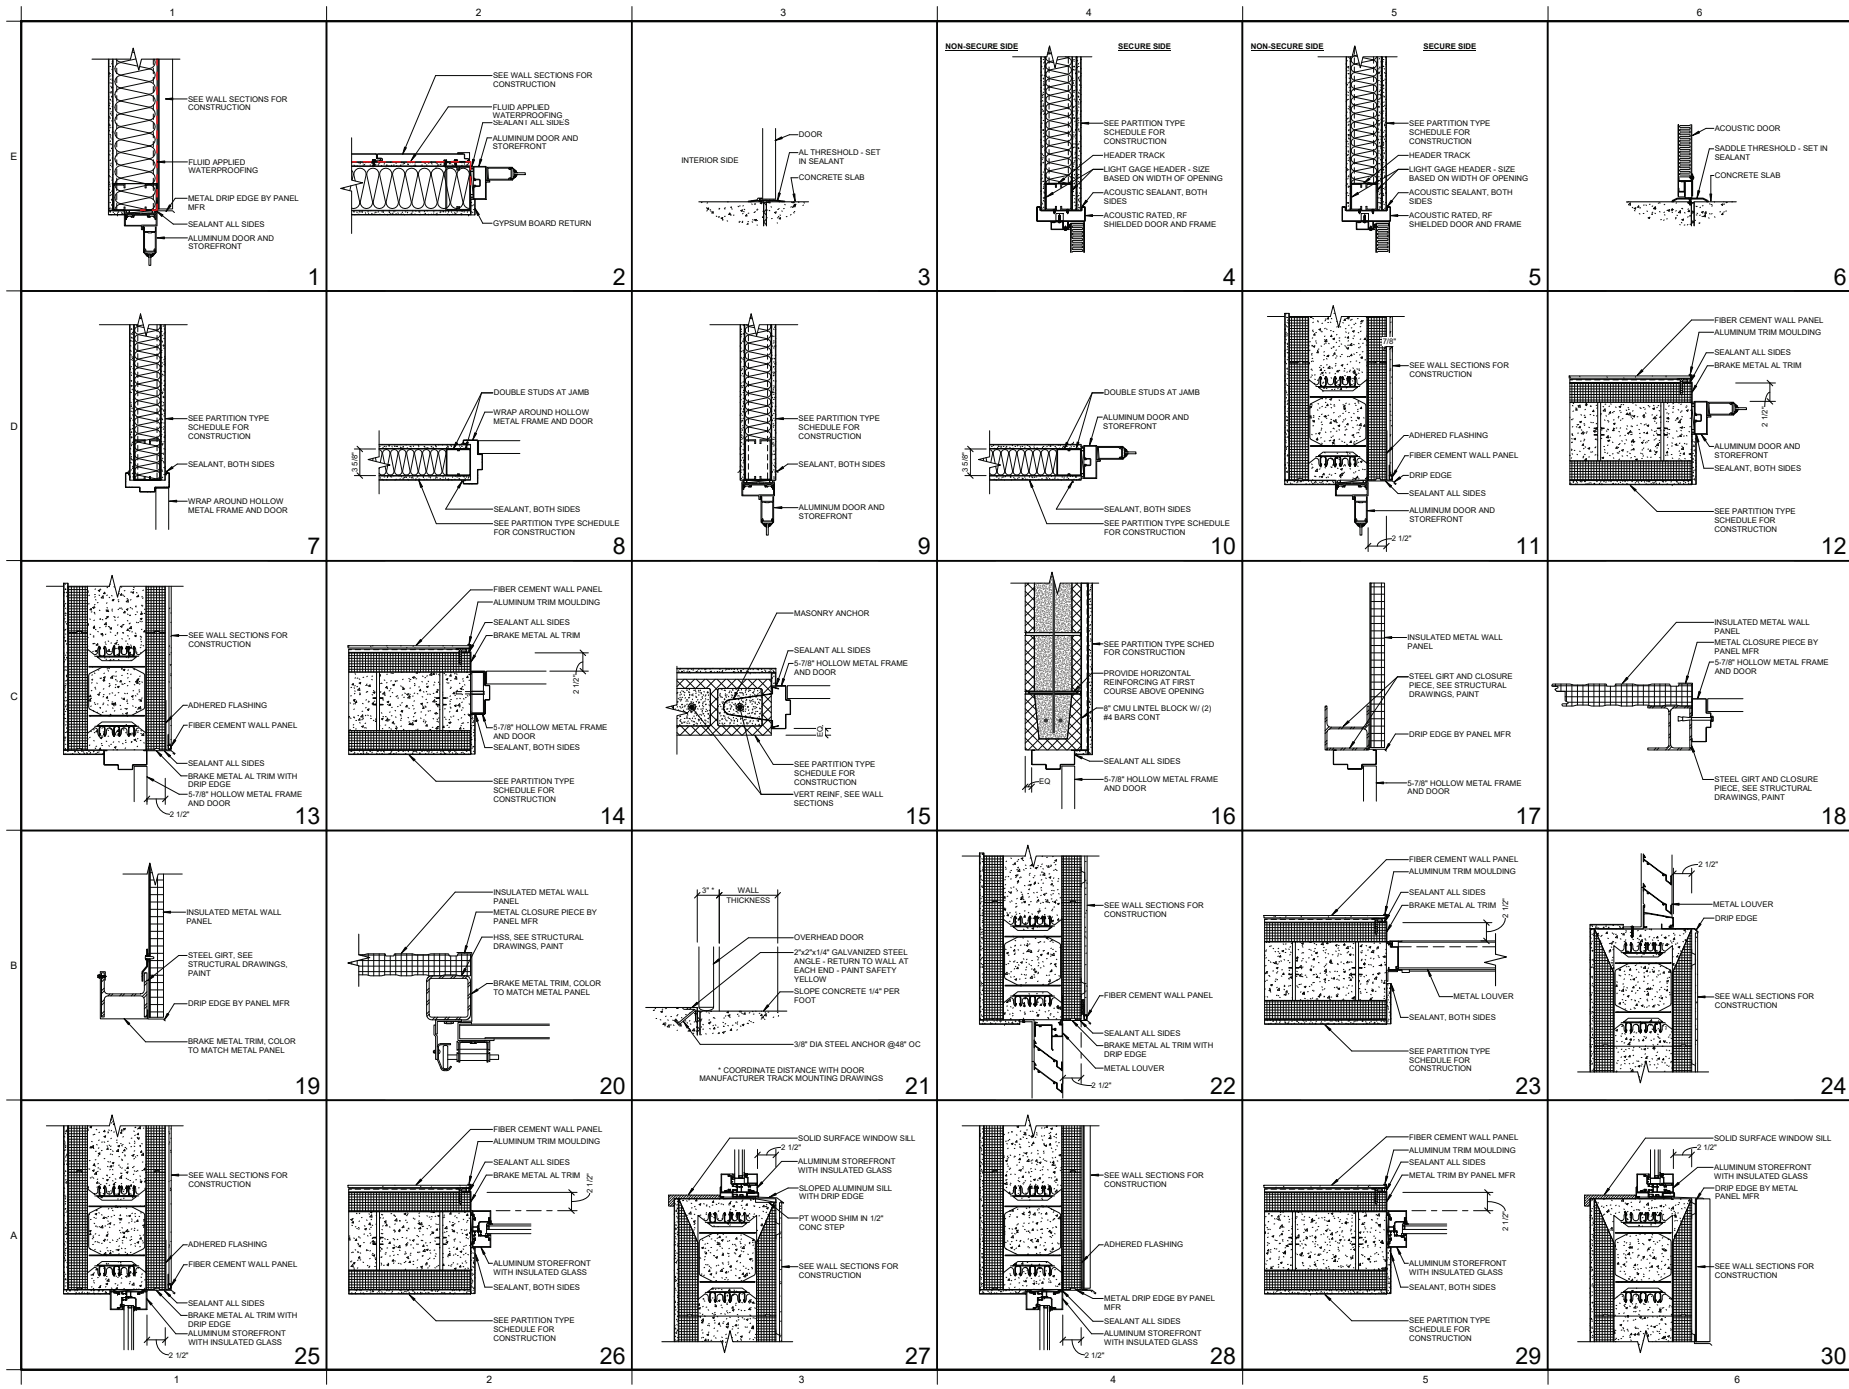 1 2 3 4 5 6
E
SEE WALL SECTIONS FOR
CONSTRUCTION
FLUID APPLIED
WATERPROOFING
METAL DRIP EDGE BY PANEL
MFR
SEALANT ALL SIDES
ALUMINUM DOOR AND
STOREFRONT
1
SEE WALL SECTIONS FOR
CONSTRUCTION
FLUID APPLIED
WATERPROOFING
SEALANT ALL SIDES
ALUMINUM DOOR AND
STOREFRONT
GYPSUM BOARD RETURN
2
INTERIOR SIDE
DOOR
AL THRESHOLD - SET
IN SEALANT
CONCRETE SLAB
3
NON-SECURE SIDE
SECURE SIDE
SEE PARTITION TYPE
SCHEDULE FOR
CONSTRUCTION
HEADER TRACK
LIGHT GAGE HEADER - SIZE
BASED ON WIDTH OF OPENING
ACOUSTIC SEALANT, BOTH
SIDES
ACOUSTIC RATED, RF
SHIELDED DOOR AND FRAME
4
NON-SECURE SIDE
SECURE SIDE
SEE PARTITION TYPE
SCHEDULE FOR
CONSTRUCTION
HEADER TRACK
LIGHT GAGE HEADER - SIZE
BASED ON WIDTH OF OPENING
ACOUSTIC SEALANT, BOTH
SIDES
ACOUSTIC RATED, RF
SHIELDED DOOR AND FRAME
5
ACOUSTIC DOOR
SADDLE THRESHOLD - SET IN
SEALANT
CONCRETE SLAB
6
D
SEE PARTITION TYPE
SCHEDULE FOR
CONSTRUCTION
SEALANT, BOTH SIDES
WRAP AROUND HOLLOW
METAL FRAME AND DOOR
7
DOUBLE STUDS AT JAMB
WRAP AROUND HOLLOW
METAL FRAME AND DOOR
3 5/8"
SEALANT, BOTH SIDES
SEE PARTITION TYPE SCHEDULE
FOR CONSTRUCTION
8
SEE PARTITION TYPE
SCHEDULE FOR
CONSTRUCTION
SEALANT, BOTH SIDES
ALUMINUM DOOR AND
STOREFRONT
9
DOUBLE STUDS AT JAMB
ALUMINUM DOOR AND
STOREFRONT
3 5/8"
SEALANT, BOTH SIDES
SEE PARTITION TYPE SCHEDULE
FOR CONSTRUCTION
10
7/8"
SEE WALL SECTIONS FOR
CONSTRUCTION
ADHERED FLASHING
FIBER CEMENT WALL PANEL
DRIP EDGE
SEALANT ALL SIDES
ALUMINUM DOOR AND
STOREFRONT
2 1/2"
11
FIBER CEMENT WALL PANEL
ALUMINUM TRIM MOULDING
SEALANT ALL SIDES
BRAKE METAL AL TRIM
2 1/2"
ALUMINUM DOOR AND
STOREFRONT
SEALANT, BOTH SIDES
SEE PARTITION TYPE
SCHEDULE FOR
CONSTRUCTION
12
C
SEE WALL SECTIONS FOR
CONSTRUCTION
ADHERED FLASHING
FIBER CEMENT WALL PANEL
SEALANT ALL SIDES
BRAKE METAL AL TRIM WITH
DRIP EDGE
5-7/8" HOLLOW METAL FRAME
AND DOOR
2 1/2"
13
FIBER CEMENT WALL PANEL
ALUMINUM TRIM MOULDING
SEALANT ALL SIDES
BRAKE METAL AL TRIM
2 1/2"
5-7/8" HOLLOW METAL FRAME
AND DOOR
SEALANT, BOTH SIDES
SEE PARTITION TYPE
SCHEDULE FOR
CONSTRUCTION
14
MASONRY ANCHOR
SEALANT ALL SIDES
5-7/8" HOLLOW METAL FRAME
AND DOOR
EQ
SEE PARTITION TYPE
SCHEDULE FOR
CONSTRUCTION
VERT REINF, SEE WALL
SECTIONS
15
SEE PARTITION TYPE SCHED
FOR CONSTRUCTION
PROVIDE HORIZONTAL
REINFORCING AT FIRST
COURSE ABOVE OPENING
8" CMU LINTEL BLOCK W/ (2)
#4 BARS CONT
SEALANT ALL SIDES
EQ
5-7/8" HOLLOW METAL FRAME
AND DOOR
16
INSULATED METAL WALL
PANEL
STEEL GIRT AND CLOSURE
PIECE, SEE STRUCTURAL
DRAWINGS, PAINT
DRIP EDGE BY PANEL MFR
5-7/8" HOLLOW METAL FRAME
AND DOOR
17
INSULATED METAL WALL
PANEL
METAL CLOSURE PIECE BY
PANEL MFR
5-7/8" HOLLOW METAL FRAME
AND DOOR
STEEL GIRT AND CLOSURE
PIECE, SEE STRUCTURAL
DRAWINGS, PAINT
18
B
INSULATED METAL WALL
PANEL
STEEL GIRT, SEE
STRUCTURAL DRAWINGS,
PAINT
DRIP EDGE BY PANEL MFR
BRAKE METAL TRIM, COLOR
TO MATCH METAL PANEL
19
INSULATED METAL WALL
PANEL
METAL CLOSURE PIECE BY
PANEL MFR
HSS, SEE STRUCTURAL
DRAWINGS, PAINT
BRAKE METAL TRIM, COLOR
TO MATCH METAL PANEL
20
3" *
WALL
THICKNESS
OVERHEAD DOOR
2"x2"x1/4" GALVANIZED STEEL
ANGLE - RETURN TO WALL AT
EACH END - PAINT SAFETY
YELLOW
SLOPE CONCRETE 1/4" PER
FOOT
3/8" DIA STEEL ANCHOR @48" OC
* COORDINATE DISTANCE WITH DOOR
MANUFACTURER TRACK MOUNTING DRAWINGS
21
SEE WALL SECTIONS FOR
CONSTRUCTION
FIBER CEMENT WALL PANEL
SEALANT ALL SIDES
BRAKE METAL AL TRIM WITH
DRIP EDGE
METAL LOUVER
2 1/2"
22
FIBER CEMENT WALL PANEL
ALUMINUM TRIM MOULDING
SEALANT ALL SIDES
BRAKE METAL AL TRIM
2 1/2"
METAL LOUVER
SEALANT, BOTH SIDES
SEE PARTITION TYPE
SCHEDULE FOR
CONSTRUCTION
23
2 1/2"
METAL LOUVER
DRIP EDGE
SEE WALL SECTIONS FOR
CONSTRUCTION
24
A
SEE WALL SECTIONS FOR
CONSTRUCTION
ADHERED FLASHING
FIBER CEMENT WALL PANEL
SEALANT ALL SIDES
BRAKE METAL AL TRIM WITH
DRIP EDGE
ALUMINUM STOREFRONT
WITH INSULATED GLASS
2 1/2"
25
FIBER CEMENT WALL PANEL
ALUMINUM TRIM MOULDING
SEALANT ALL SIDES
BRAKE METAL AL TRIM
2 1/2"
ALUMINUM STOREFRONT
WITH INSULATED GLASS
SEALANT, BOTH SIDES
SEE PARTITION TYPE
SCHEDULE FOR
CONSTRUCTION
26
SOLID SURFACE WINDOW SILL
2 1/2"
ALUMINUM STOREFRONT
WITH INSULATED GLASS
SLOPED ALUMINUM SILL
WITH DRIP EDGE
PT WOOD SHIM IN 1/2"
CONC STEP
SEE WALL SECTIONS FOR
CONSTRUCTION
27
SEE WALL SECTIONS FOR
CONSTRUCTION
ADHERED FLASHING
METAL DRIP EDGE BY PANEL
MFR
SEALANT ALL SIDES
ALUMINUM STOREFRONT
WITH INSULATED GLASS
2 1/2"
28
FIBER CEMENT WALL PANEL
ALUMINUM TRIM MOULDING
SEALANT ALL SIDES
METAL TRIM BY PANEL MFR
2 1/2"
ALUMINUM STOREFRONT
WITH INSULATED GLASS
SEALANT, BOTH SIDES
SEE PARTITION TYPE
SCHEDULE FOR
CONSTRUCTION
29
SOLID SURFACE WINDOW SILL
2 1/2"
ALUMINUM STOREFRONT
WITH INSULATED GLASS
DRIP EDGE BY METAL
PANEL MFR
SEE WALL SECTIONS FOR
CONSTRUCTION
30
1 2 3 4 5 6